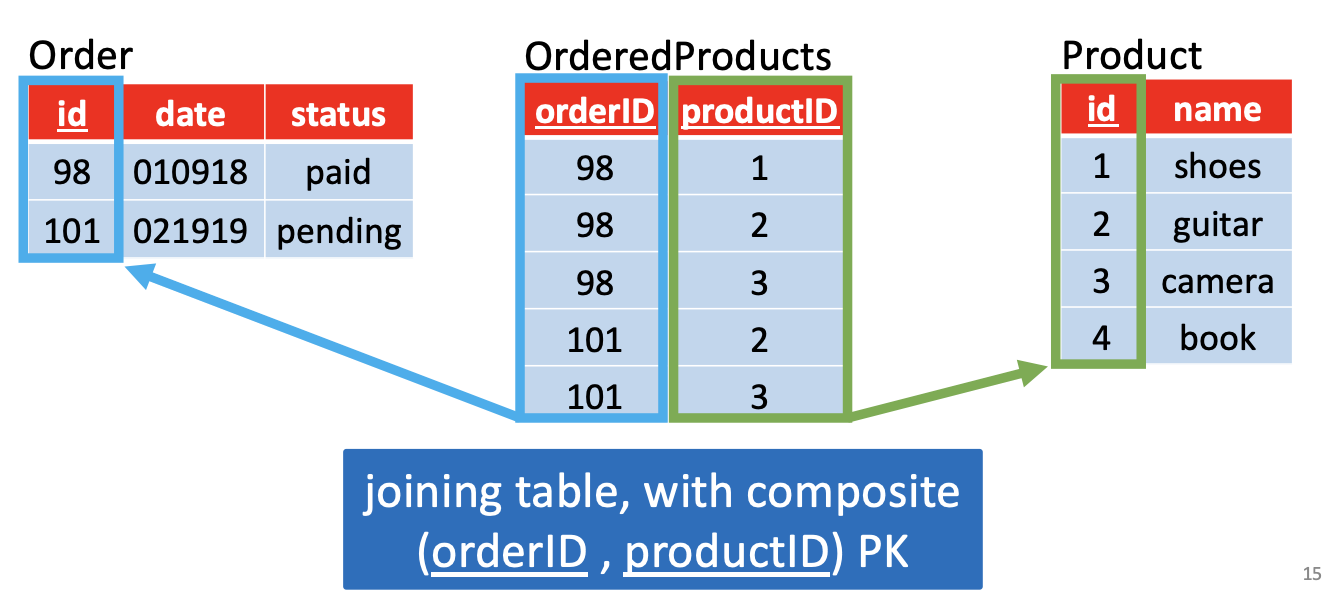 Order
id date status
98 010918 paid
101 021919 pending
OrderedProducts
orderID productID
98 1
98 2
98 3
101 2
101 3
Product
id name
1 shoes
2 guitar
3 camera
4 book
joining table, with composite
(orderID , productID) PK
15